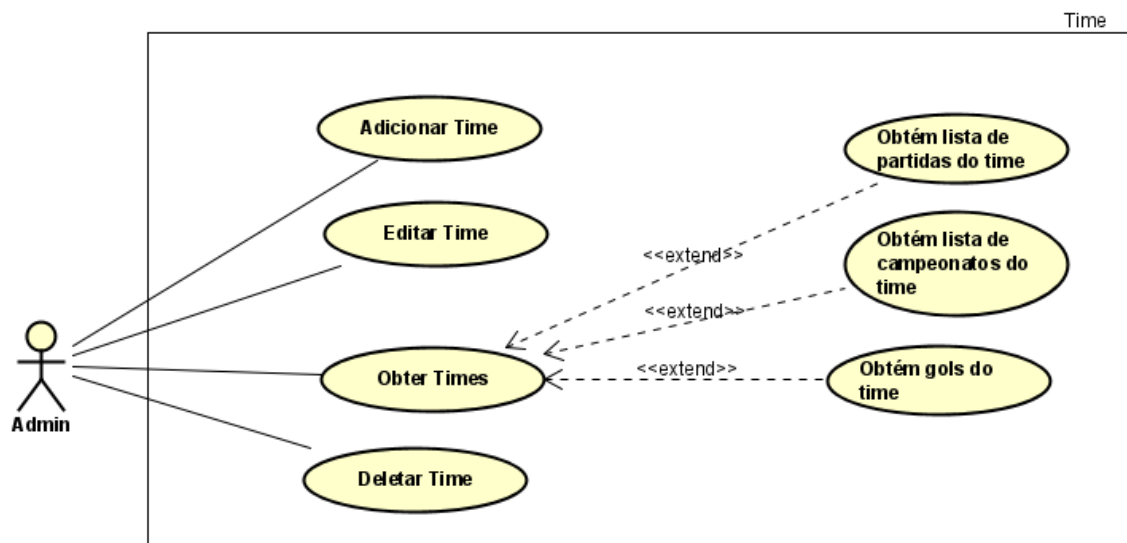 Time
Adicionar Time
Obtém lista de
partidas do time
Editar Time
Obtém lista de
campeonatos do
time
<<extend>>
<<extend>>
<<extend>>
Obter Times
Obtém gols do
time
Admin
Deletar Time